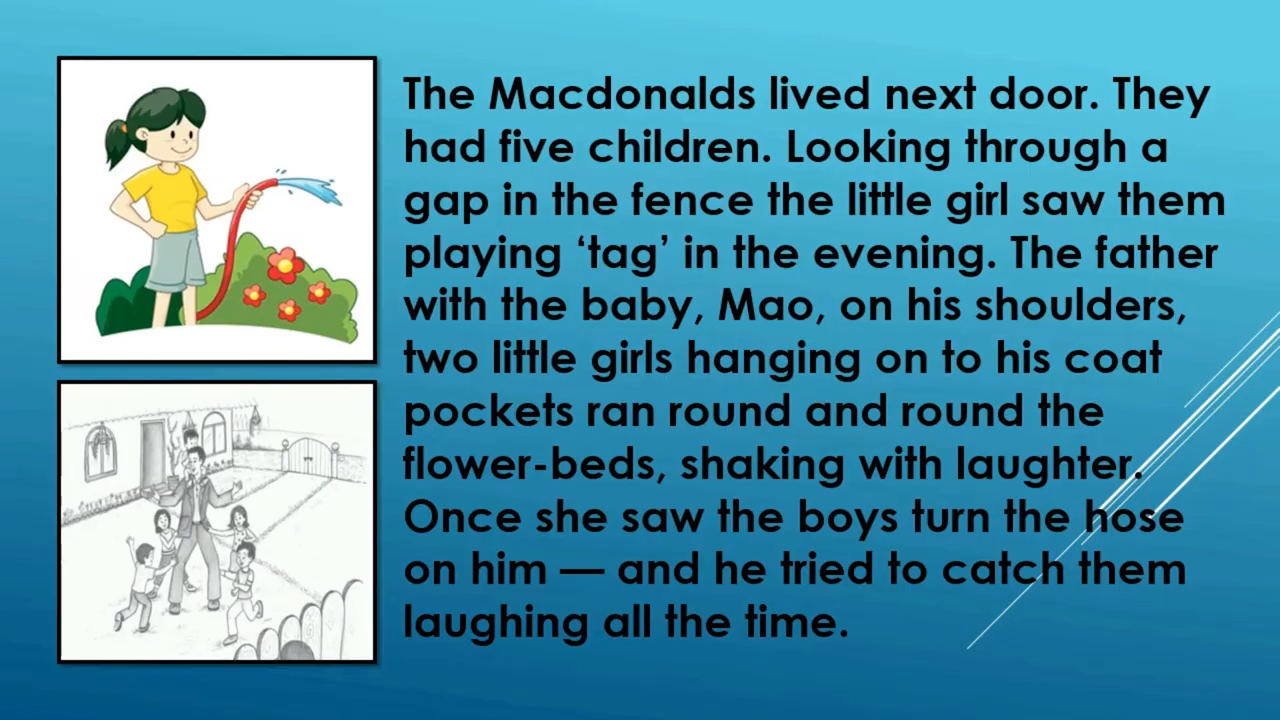 The Macdonalds lived next door. They
had five children. Looking through a
gap in the fence the little girl saw them
playing ‘tag’ in the evening. The father
with the baby, Mao, on his shoulders,
two little girls hanging on to his coat
pockets ran round and round the
flower-beds, shaking with laughter.
Once she saw the boys turn the hose
on him — and he tried to catch them
laughing all the time.